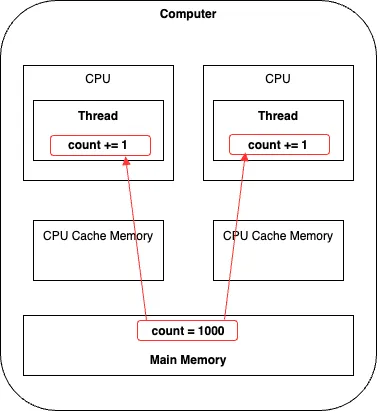 Computer
CPU
CPU
Thread
Thread
count += 1
count += 1
CPU Cache Memory
CPU Cache Memory
count = 1000
Main Memory